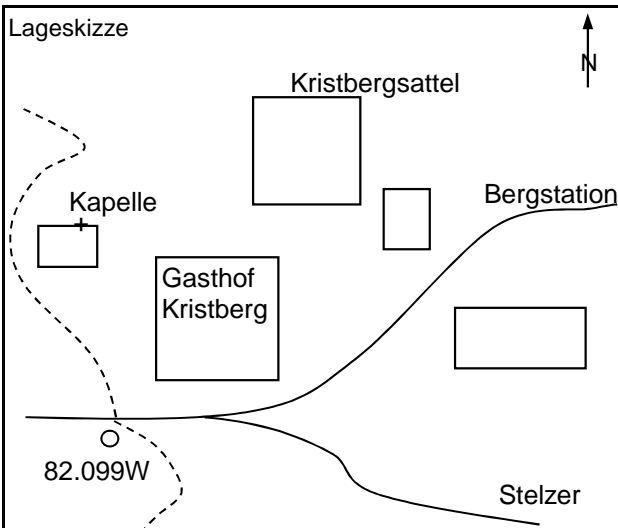 Lageskizze
N
Kristbergsattel
Bergstation
Kapelle
Gasthof
Kristberg
82.099W
Stelzer